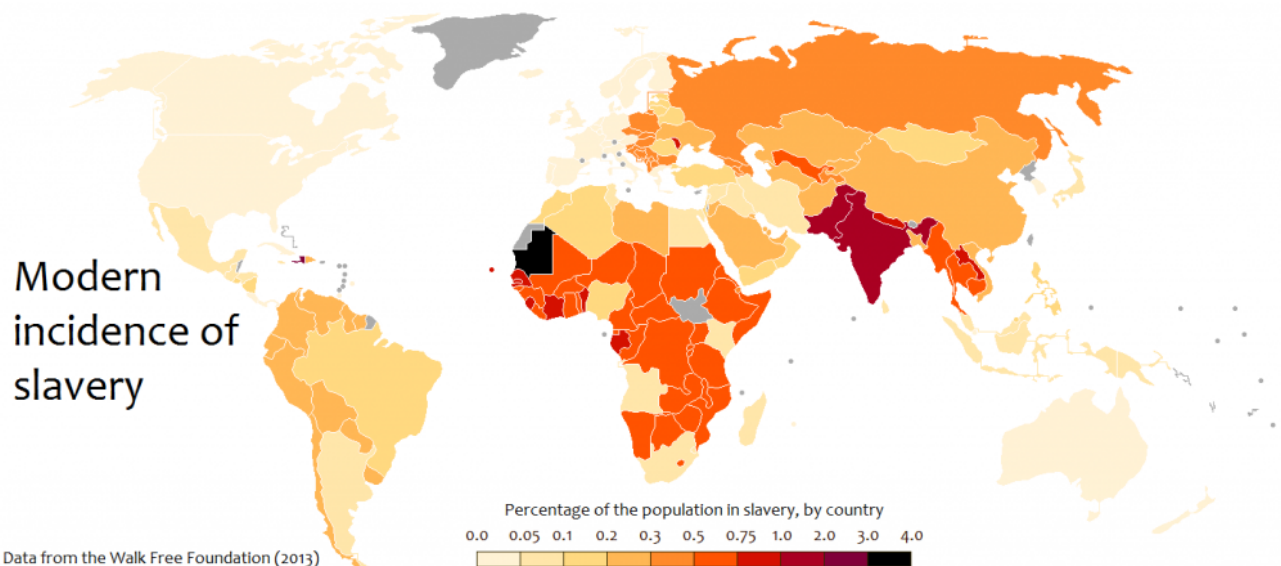 Modern
incidence of
slavery
Percentage of the population in slavery, by country
0.0 0.05 0.1 0.2 0.3 0.5 0.75 1.0 2.0 3.0 4.0
Data from the Walk Free Foundation (2013)